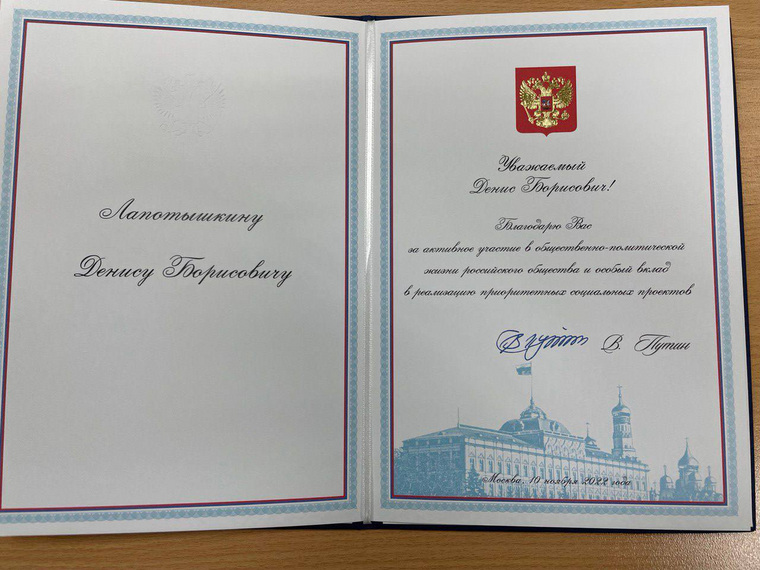 Лапотышкину
Денису Борисовичу
Уважаемый
Денис Борисович!
Благодарю Вас
за активное участие в общественно-политической
жизни российского общества и особый вклад
в реализацию приоритетных социальных проектов
В. Путин
Москва, 10 ноября 2022 года